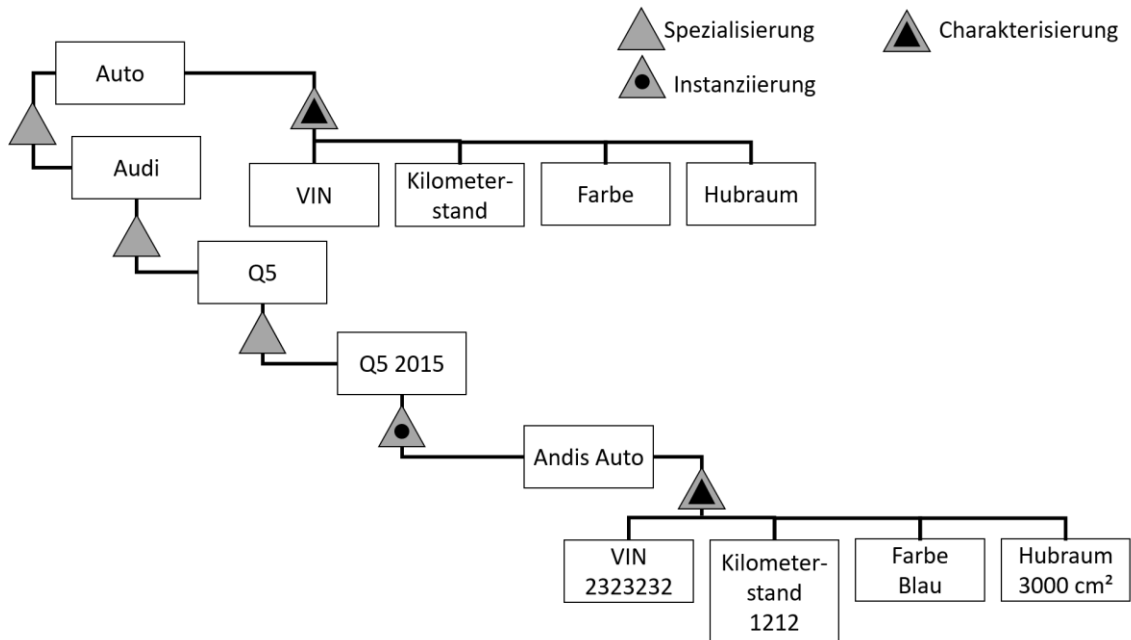 Spezialisierung
Charakterisierung
Instanziierung
Auto
Audi
VIN
Kilometer-
stand
Farbe
Hubraum
Q5
Q5 2015
Andis Auto
VIN
2323232
Kilometer-
stand
1212
Farbe
Blau
Hubraum
3000 cm²